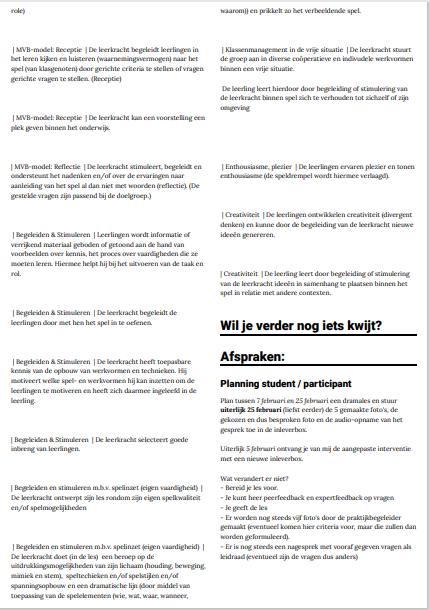 role)
| MVB-model: Receptie | De leerkracht begeleidt leerlingen in
het leren kijken en luisteren (waarnemingsvermogen) naar het
spel (van klasgenoten) door gerichte criteria te stellen of vragen
gerichte vragen te stellen. (Receptie)
| MVB-model: Receptie | De leerkracht kan een voorstelling een
plek geven binnen het onderwijs.
| MVB-model: Reflectie | De leerkracht stimuleert, begeleidt en
ondersteunt het nadenken en/of over de ervaringen naar
aanleiding van het spel al dan niet met woorden (reflectie). (De
gestelde vragen zijn passend bij de doelgroep.)
| Begeleiden & Stimuleren | Leerlingen wordt informatie of
verrijkend materiaal geboden of getoond aan de hand van
voorbeelden over kennis, het proces over vaardigheden die ze
moeten leren. Hiermee helpt hij bij het uitvoeren van de taak en
rol.
| Begeleiden & Stimuleren | De leerkracht begeleidt de
leerlingen door met hen het spel in te oefenen.
| Begeleiden & Stimuleren | De leerkracht heeft toepasbare
kennis van de opbouw van werkvormen en technieken. Hij
motiveert welke spel- en werkvormen hij kan inzetten om de
leerlingen te motiveren en heeft zich daarmee ingeleefd in de
leerling.
| Begeleiden & Stimuleren | De leerkracht selecteert goede
inbreng van leerlingen.
| Begeleiden en stimuleren m.b.v. spelinzet (eigen vaardigheid) |
De leerkracht ontwerpt zijn les rondom zijn eigen spelkwaliteit
en/of spelmogelijkheden
| Begeleiden en stimuleren m.b.v. spelinzet (eigen vaardigheid) |
De leerkracht doet (in de les) een beroep op de
uitdrukkingsmogelijkheden van zijn lichaam (houding, beweging,
mimiek en stem), speltechieken en/of spelstijlen en/of
spanningsopbouw en een dramatische lijn (door middel van
toepassing van de spelelementen (wie, wat, waar, wanneer,
waarom)) en prikkelt zo het verbeeldende spel.
| Klassenmanagement in de vrije situatie | De leerkracht stuurt
de groep aan in diverse coöperatieve en indivudele werkvormen
binnen een vrije situatie.
De leerling leert hierdoor door begeleiding of stimulering van
de leerkracht binnen spel zich te verhouden tot zichzelf of zijn
omgeving
| Enthousiasme, plezier | De leerlingen ervaren plezier en tonen
enthousiasme (de speldrempel wordt hiermee verlaagd).
| Creativiteit | De leerlingen ontwikkelen creativiteit (divergent
denken) en kunne door de begeleiding van de leerkracht nieuwe
ideeën genereren.
| Creativiteit | De leerling leert door begeleiding of stimulering
van de leerkracht ideeën in samenhang te plaatsen binnen het
spel in relatie met andere contexten.
Wil je verder nog iets kwijt?
Afspraken:
Planning student / participant
Plan tussen 7 februari en 25 februari een dramales en stuur
uiterlijk 25 februari (liefst eerder) de 5 gemaakte foto's, de
gekozen en dus besproken foto en de audio-opname van het
gesprek toe in de inleverbox.
Uiterlijk 5 februari ontvang je van mij de aangepaste interventie
met een nieuwe inleverbox.
Wat verandert er niet?
- Bereid je les voor.
- Je kunt heer peerfeedback en expertfeedback op vragen
- Je geeft de les
- Er worden nog steeds vijf foto's door de praktijkbegeleider
gemaakt (eventueel komen hier criteria voor, maar die zullen dan
worden geformuleerd).
- Er is nog steeds een nagesprek met vooraf gegeven vragen als
leidraad (eventueel zijn de vragen dus anders)